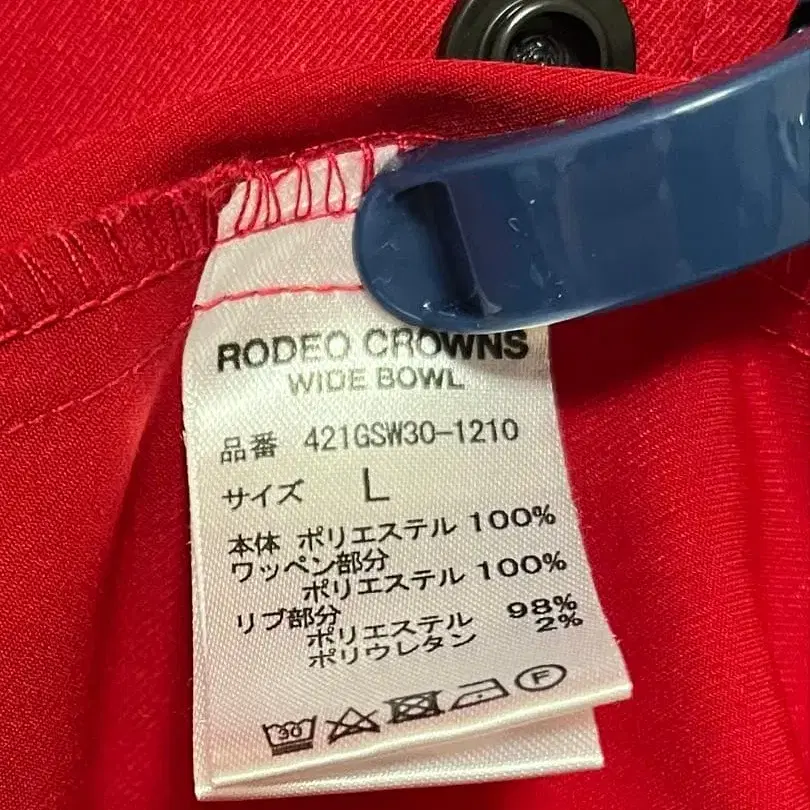 RODEO CROWNS
WIDE BOWL
品番 421GSW30-1210
サイズ L
本体 ポリエステル 100%
ワッペン部分
ポリエステル 100%
リブ部分
ポリエステル 98%
ポリウレタン 2%
30
F